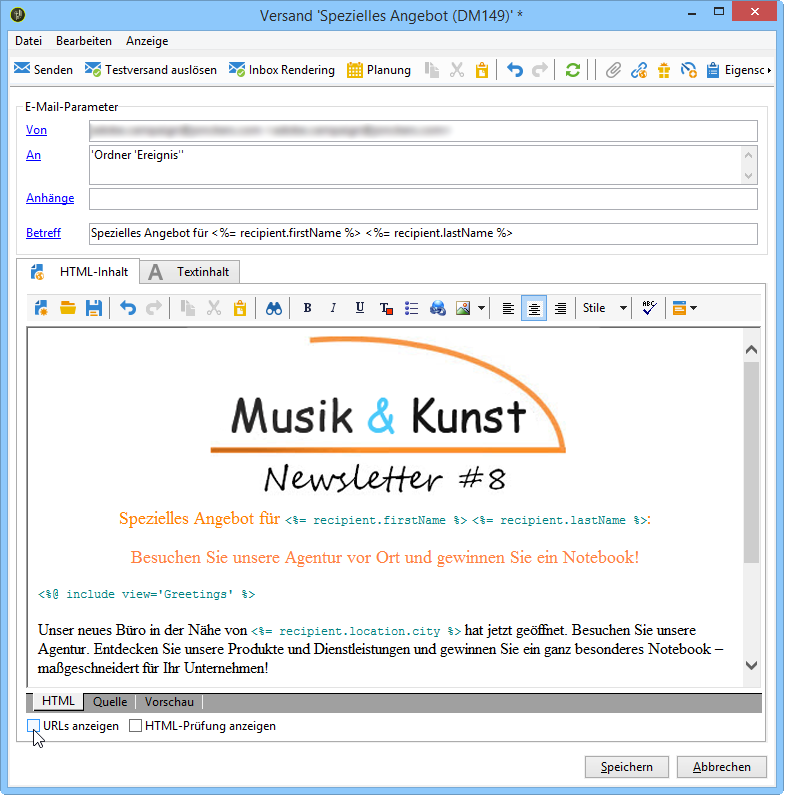 Versand 'Spezielles Angebot (DM149)' *
Datei Bearbeiten Anzeige
Senden Testversand auslösen Inbox Rendering Planung Eigensc
E-Mail-Parameter
Von
An 'Ordner 'Ereignis''
Anhänge
Betreff Spezielles Angebot für <%= recipient.firstName %> <%= recipient.lastName %>
HTML-Inhalt A Textinhalt
B I U T Stile ABC
Musik & Kunst
Newsletter #8
Spezielles Angebot für <%= recipient.firstName %> <%= recipient.lastName %>:
Besuchen Sie unsere Agentur vor Ort und gewinnen Sie ein Notebook!
<%@ include view='Greetings' %>
Unser neues Büro in der Nähe von <%= recipient.location.city %> hat jetzt geöffnet. Besuchen Sie unsere
Agentur. Entdecken Sie unsere Produkte und Dienstleistungen und gewinnen Sie ein ganz besonderes Notebook –
maßgeschneidert für Ihr Unternehmen!
HTML Quelle Vorschau
URLs anzeigen HTML-Prüfung anzeigen
Speichern Abbrechen